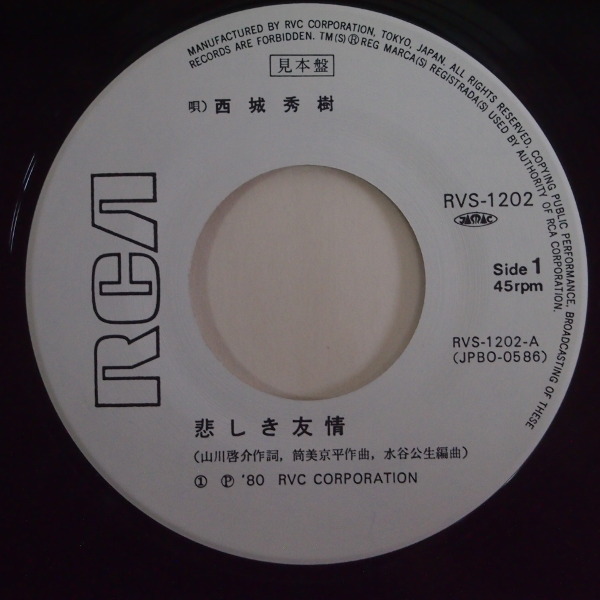 MANUFACTURED BY RVC CORPORATION, TOKYO, JAPAN. ALL RIGHTS RESERVED, COPYING PUBLIC PERFORMANCE, BROADCASTING OF THESE
RECORDS ARE FORBIDDEN. TM(S)Ⓡ REG MARCA(S) REGISTRADA(S) USED BY AUTHORITY OF RCA CORPORATION.
見本盤
唄) 西城秀樹
RCA
RVS-1202
JASRAC
Side 1
45rpm
RVS-1202-A
(JPBO-0586)
悲しき友情
(山川啓介作詞, 筒美京平作曲, 水谷公生編曲)
① Ⓟ '80 RVC CORPORATION